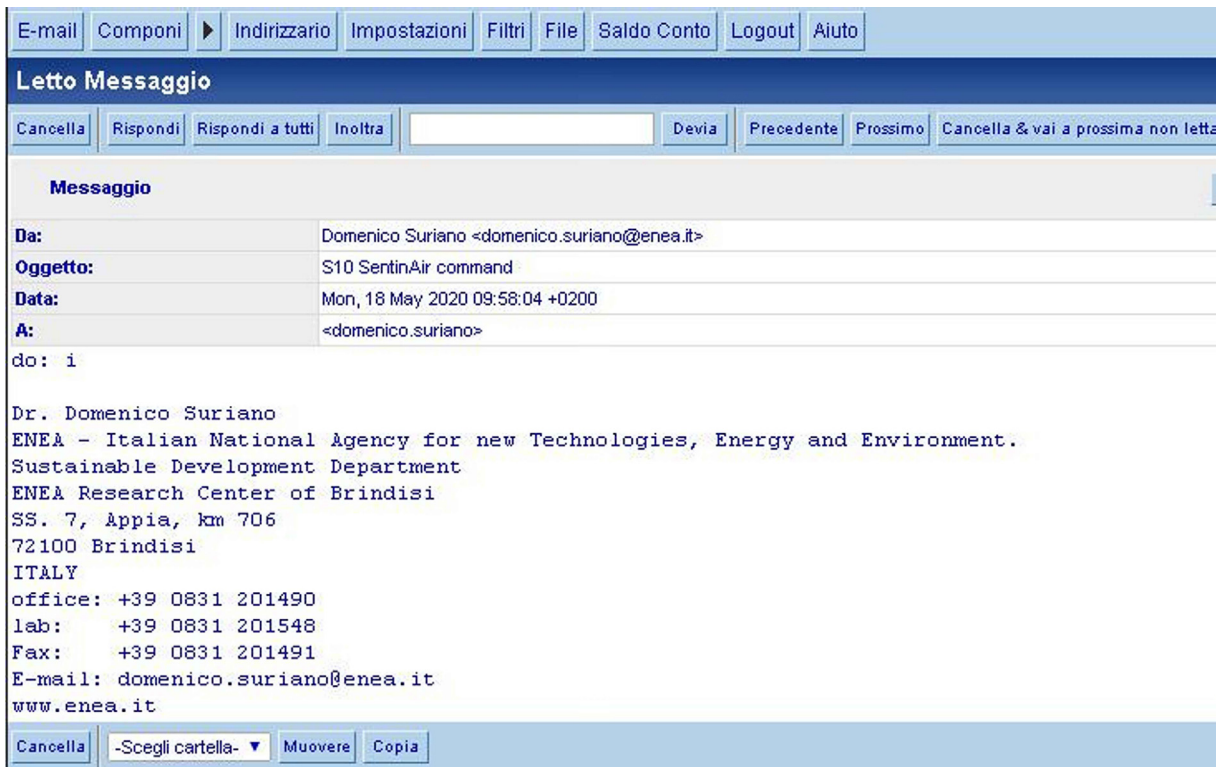 E-mail Componi Indirizzario Impostazioni Filtri File Saldo Conto Logout Aiuto
Letto Messaggio
Cancella Rispondi Rispondi a tutti Inoltra Devia Precedente Prossimo Cancella & vai a prossima non letta
Messaggio
Da: Domenico Suriano <domenico.suriano@enea.it>
Oggetto: S10 SentinAir command
Data: Mon, 18 May 2020 09:58:04 +0200
A: <domenico.suriano>
do: i
Dr. Domenico Suriano
ENEA - Italian National Agency for new Technologies, Energy and Environment.
Sustainable Development Department
ENEA Research Center of Brindisi
SS. 7, Appia, km 706
72100 Brindisi
ITALY
office: +39 0831 201490
lab: +39 0831 201548
Fax: +39 0831 201491
E-mail: domenico.suriano@enea.it
www.enea.it
Cancella -Scegli cartella- Muovere Copia